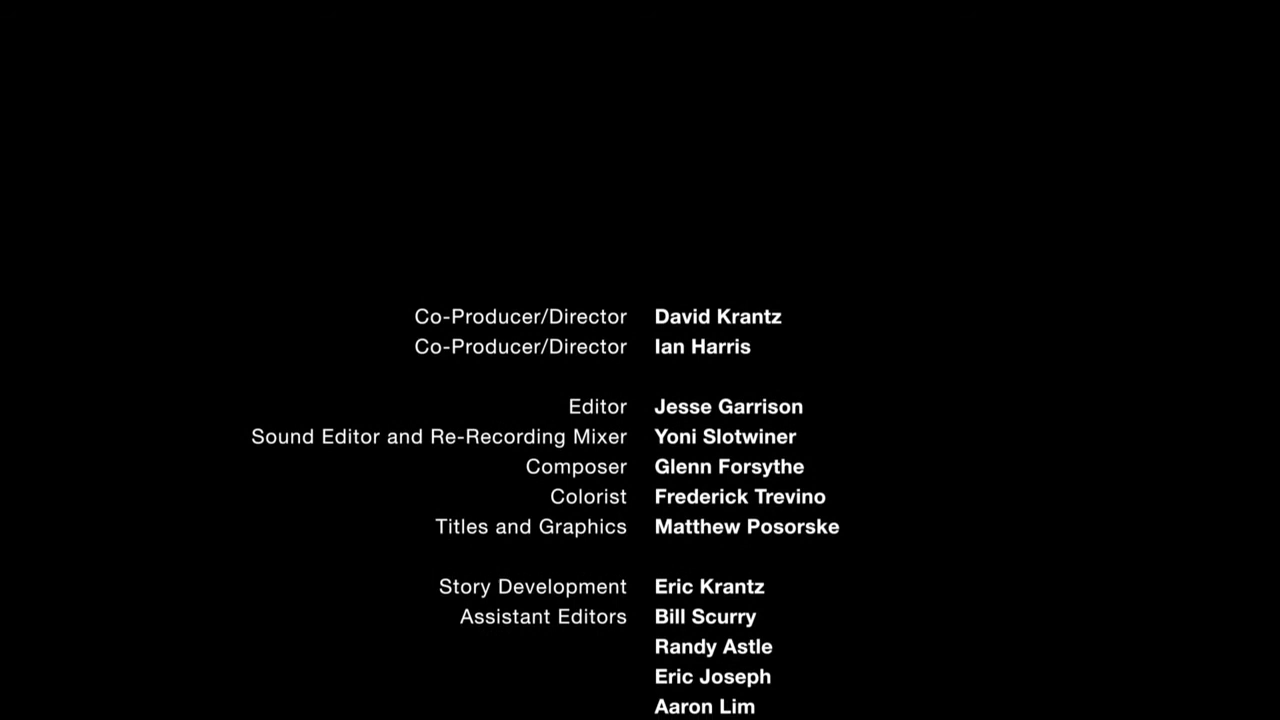 Co-Producer/Director David Krantz
Co-Producer/Director Ian Harris
Editor Jesse Garrison
Sound Editor and Re-Recording Mixer Yoni Slotwiner
Composer Glenn Forsythe
Colorist Frederick Trevino
Titles and Graphics Matthew Posorske
Story Development Eric Krantz
Assistant Editors Bill Scurry
Randy Astle
Eric Joseph
Aaron Lim